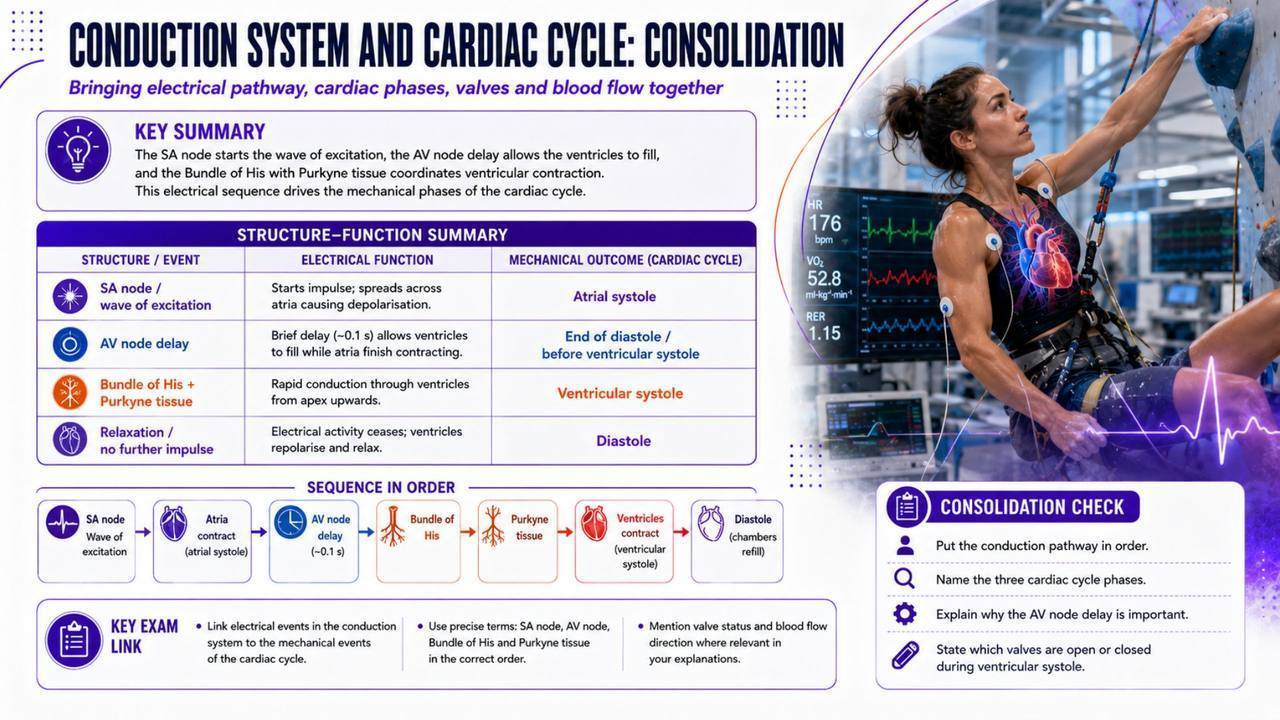 CONDUCTION SYSTEM AND CARDIAC CYCLE: CONSOLIDATION
Bringing electrical pathway, cardiac phases, valves and blood flow together
KEY SUMMARY
The SA node starts the wave of excitation, the AV node delay allows the ventricles to fill,
and the Bundle of His with Purkyne tissue coordinates ventricular contraction.
This electrical sequence drives the mechanical phases of the cardiac cycle.
STRUCTURE–FUNCTION SUMMARY
STRUCTURE / EVENT
ELECTRICAL FUNCTION
MECHANICAL OUTCOME (CARDIAC CYCLE)
SA node /
wave of excitation
Starts impulse; spreads across
atria causing depolarisation.
Atrial systole
AV node delay
Brief delay (~0.1 s) allows ventricles
to fill while atria finish contracting.
End of diastole /
before ventricular systole
Bundle of His +
Purkyne tissue
Rapid conduction through ventricles
from apex upwards.
Ventricular systole
Relaxation /
no further impulse
Electrical activity ceases; ventricles
repolarise and relax.
Diastole
SEQUENCE IN ORDER
SA node
Wave of
excitation
Atria
contract
(atrial systole)
AV node
delay
(~0.1 s)
Bundle of
His
Purkyne
tissue
Ventricles
contract
(ventricular
systole)
Diastole
(chambers
refill)
KEY EXAM
LINK
• Link electrical events in the conduction
system to the mechanical events
of the cardiac cycle.
• Use precise terms: SA node, AV node,
Bundle of His and Purkyne tissue
in the correct order.
• Mention valve status and blood flow
direction where relevant in
your explanations.
HR
176
bpm
VO₂
52.8
ml·kg⁻¹·min⁻¹
RER
1.15
CONSOLIDATION CHECK
Put the conduction pathway in order.
Name the three cardiac cycle phases.
Explain why the AV node delay is important.
State which valves are open or closed
during ventricular systole.